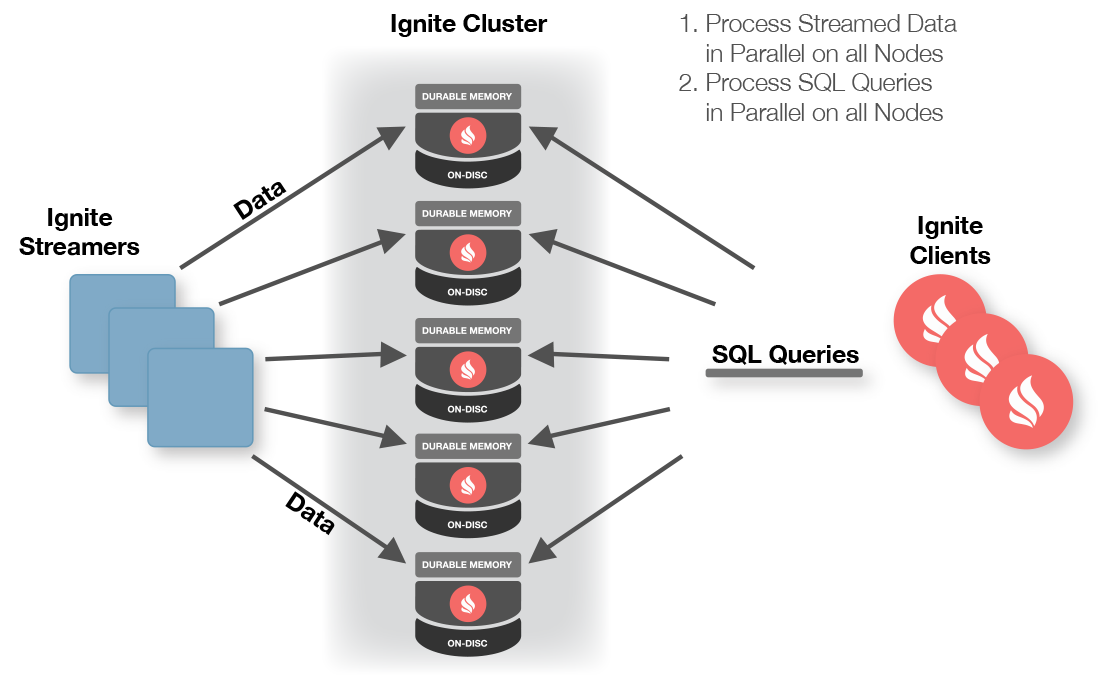 Ignite Cluster
1. Process Streamed Data
in Parallel on all Nodes
2. Process SQL Queries
in Parallel on all Nodes
Ignite
Streamers
Data
Data
DURABLE MEMORY
ON-DISC
DURABLE MEMORY
ON-DISC
DURABLE MEMORY
ON-DISC
DURABLE MEMORY
ON-DISC
DURABLE MEMORY
ON-DISC
SQL Queries
Ignite
Clients